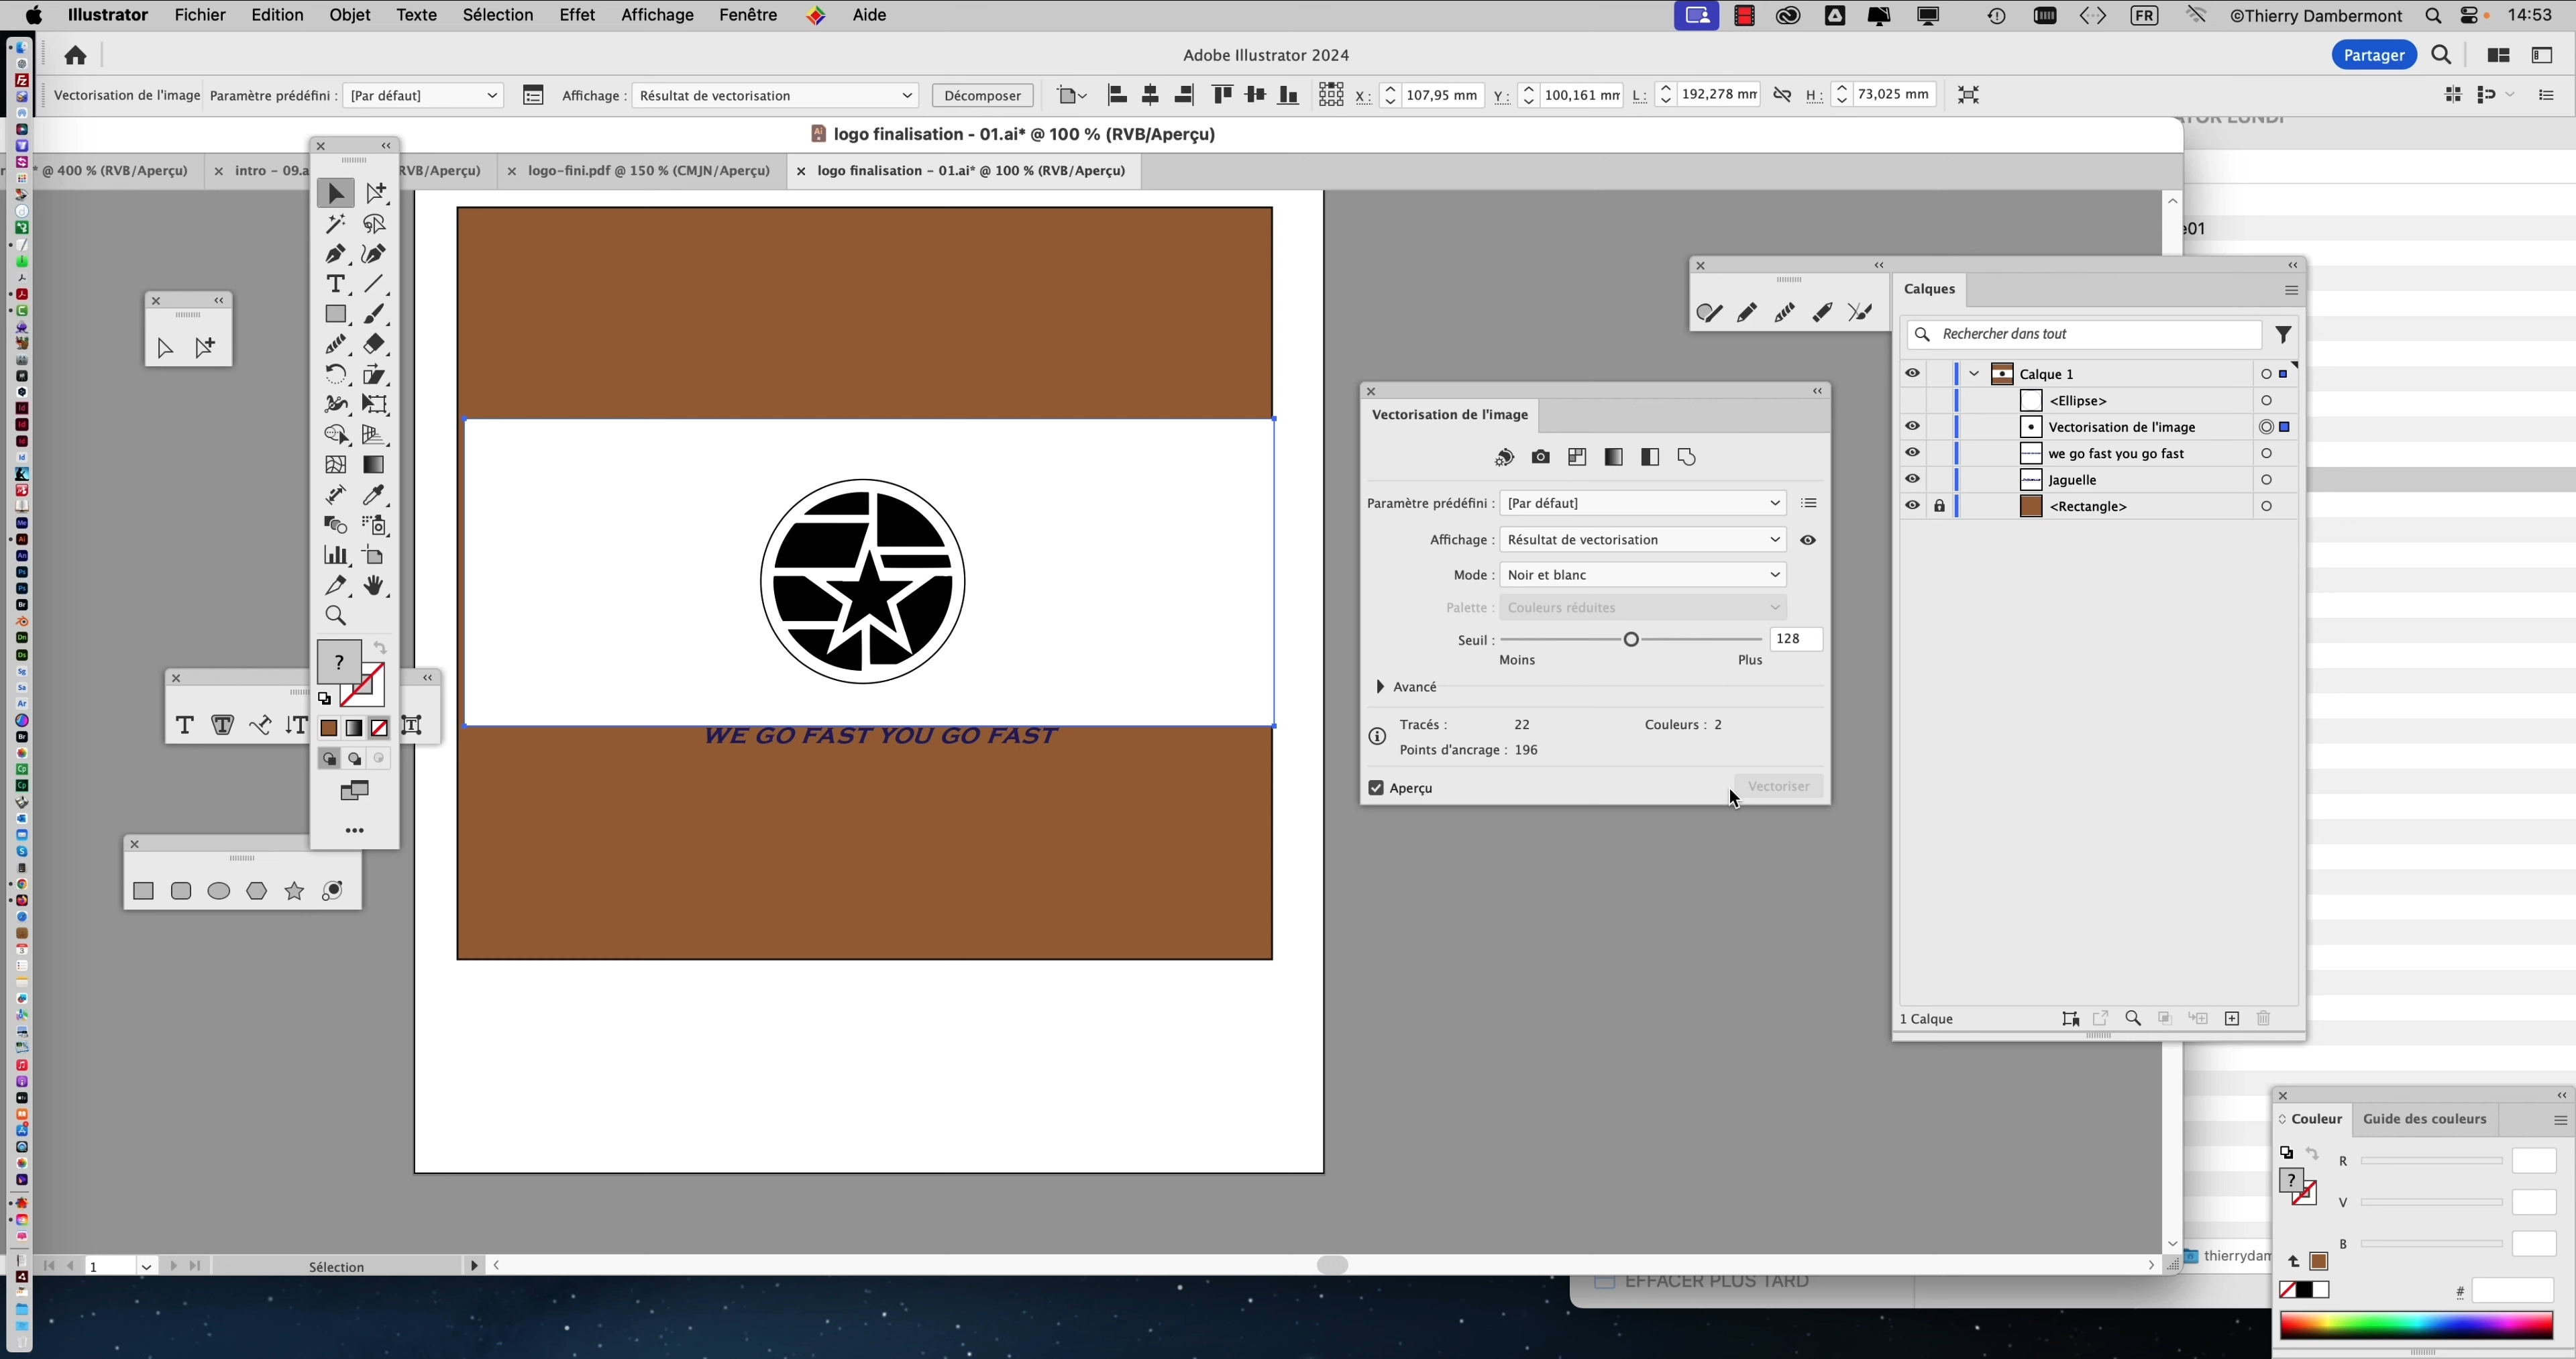 Illustrator Fichier Edition Objet Texte Sélection Effet Affichage Fenêtre Aide FR ©Thierry Dambermont 14:53
Adobe Illustrator 2024 Partager
Vectorisation de l'image Paramètre prédéfini : [Par défaut] Affichage : Résultat de vectorisation Décomposer X : 107,95 mm Y : 100,161 mm L : 192,278 mm H : 73,025 mm
logo finalisation - 01.ai* @ 100 % (RVB/Aperçu)
* @ 400 % (RVB/Aperçu) intro - 09.a RVB/Aperçu) logo-fini.pdf @ 150 % (CMJN/Aperçu) logo finalisation - 01.ai* @ 100 % (RVB/Aperçu)
e01
Calques
Rechercher dans tout
Calque 1
<Ellipse>
Vectorisation de l'image
we go fast you go fast
Jaguelle
<Rectangle>
1 Calque
Vectorisation de l'image
Paramètre prédéfini : [Par défaut]
Affichage : Résultat de vectorisation
Mode : Noir et blanc
Palette : Couleurs réduites
Seuil : 128
Moins Plus
Avancé
Tracés : 22 Couleurs : 2
Points d'ancrage : 196
Aperçu Vectoriser
WE GO FAST YOU GO FAST
1 Sélection
thierrydam
EFFACER PLUS TARD
Couleur Guide des couleurs
R
V
B
#